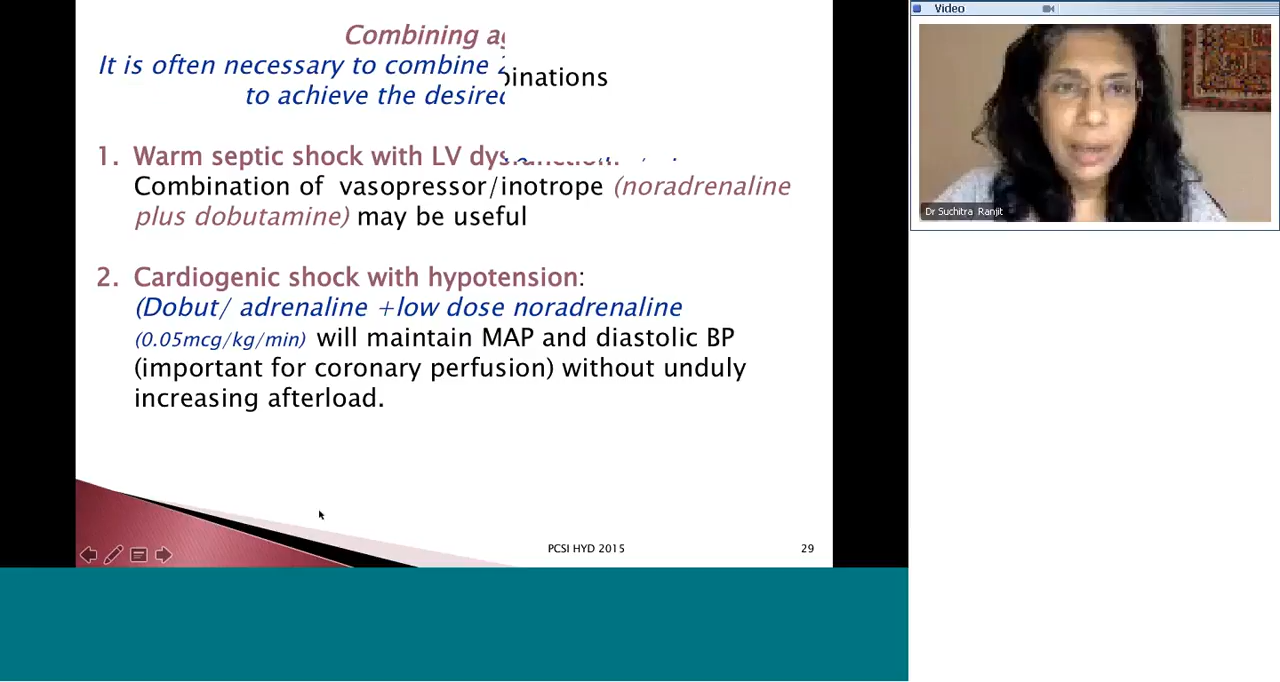 Combining
It is often necessary to combine
binations
to achieve the desired
1. Warm septic shock with LV dysfunction:
Combination of vasopressor/inotrope (noradrenaline
plus dobutamine) may be useful
2. Cardiogenic shock with hypotension:
(Dobut/ adrenaline +low dose noradrenaline
(0.05mcg/kg/min) will maintain MAP and diastolic BP
(important for coronary perfusion) without unduly
increasing afterload.
PCSI HYD 2015
29
Video
Dr Suchitra Ranjit